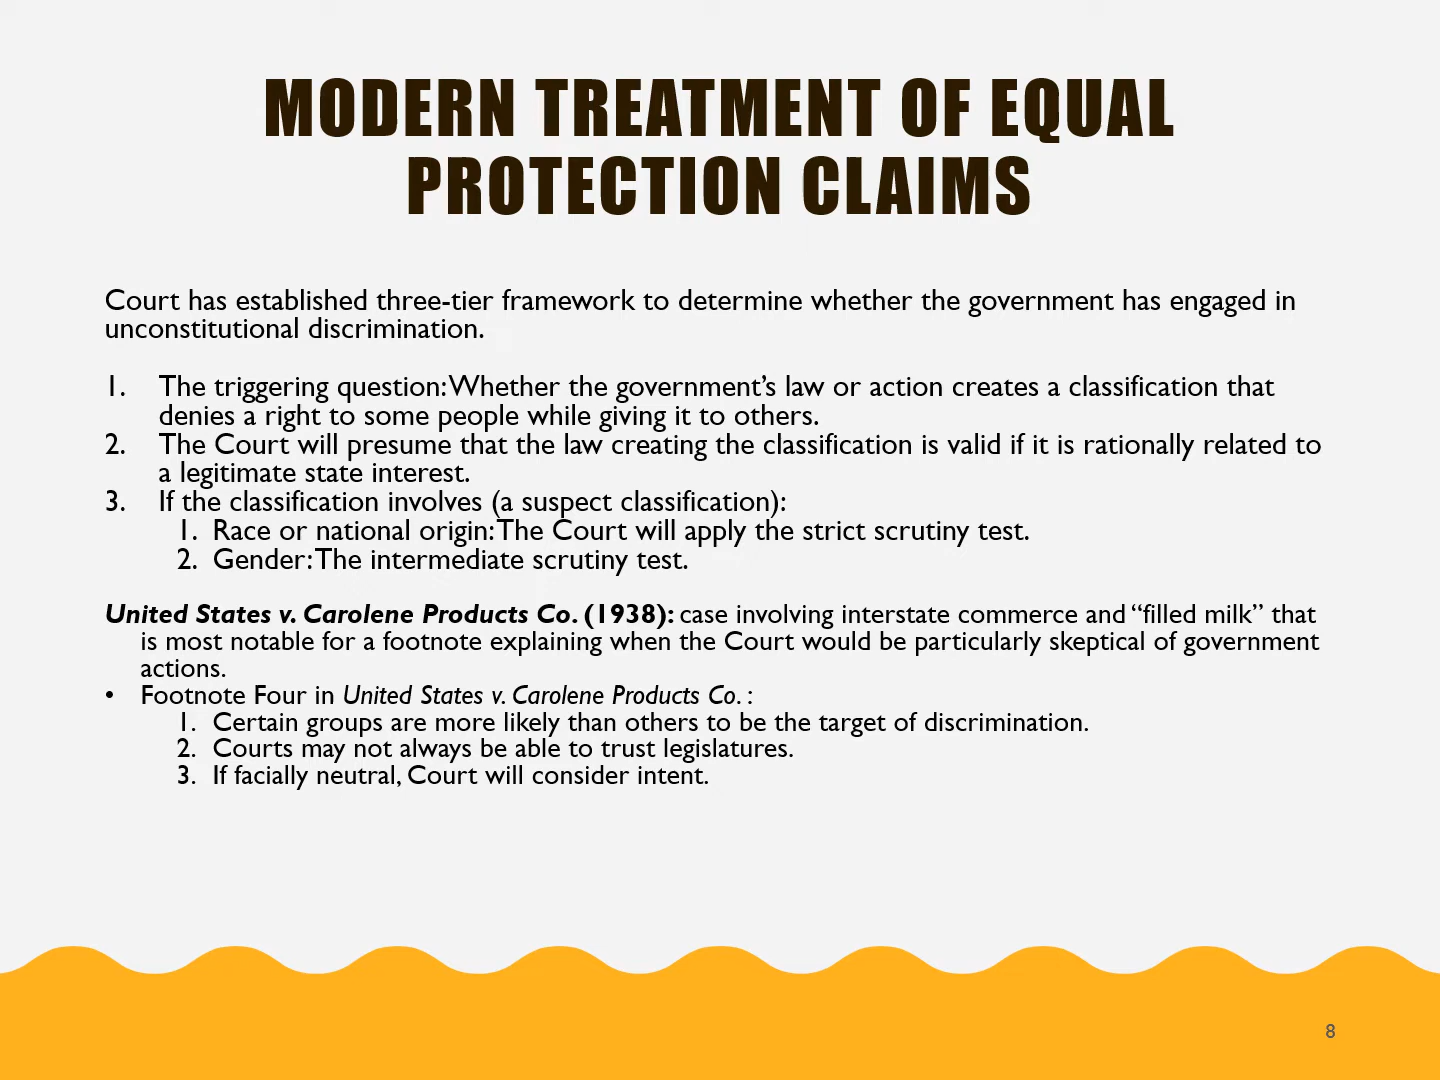 MODERN TREATMENT OF EQUAL
PROTECTION CLAIMS
Court has established three-tier framework to determine whether the government has engaged in
unconstitutional discrimination.
1. The triggering question: Whether the government’s law or action creates a classification that
denies a right to some people while giving it to others.
2. The Court will presume that the law creating the classification is valid if it is rationally related to
a legitimate state interest.
3. If the classification involves (a suspect classification):
1. Race or national origin: The Court will apply the strict scrutiny test.
2. Gender: The intermediate scrutiny test.
United States v. Carolene Products Co. (1938): case involving interstate commerce and “filled milk” that
is most notable for a footnote explaining when the Court would be particularly skeptical of government
actions.
• Footnote Four in United States v. Carolene Products Co. :
1. Certain groups are more likely than others to be the target of discrimination.
2. Courts may not always be able to trust legislatures.
3. If facially neutral, Court will consider intent.
8